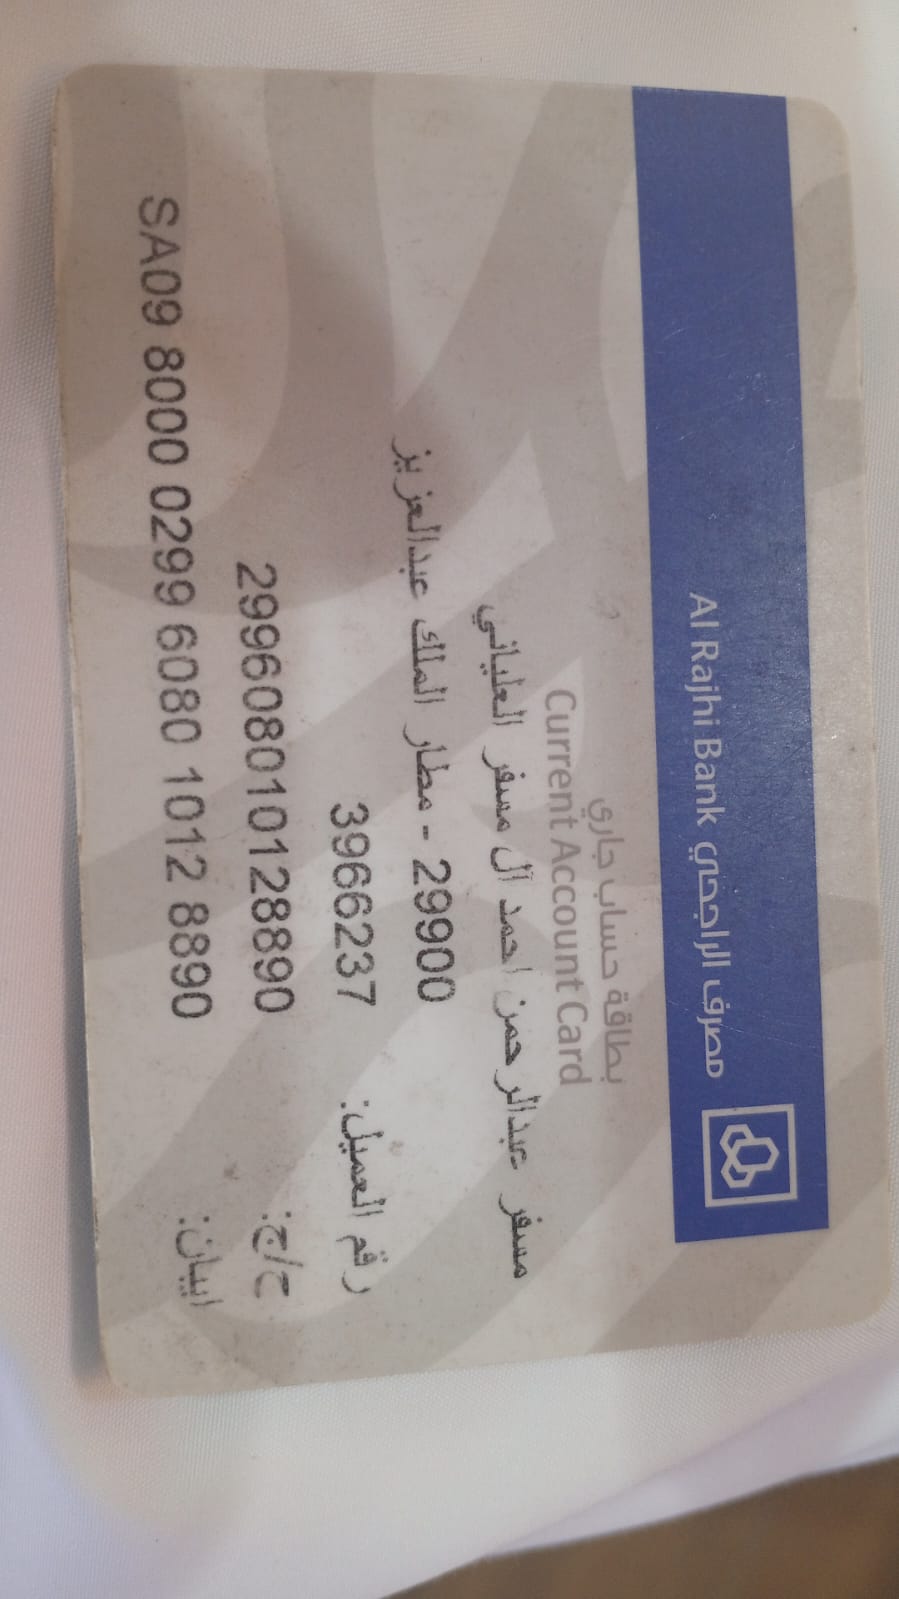 Al Rajhi Bank مصرف الراجحي
بطاقة حساب جاري
Current Account Card
مسفر عبدالرحمن احمد آل مسفر العلياني
29900 - مطار الملك عبدالعزيز
رقم العميل: 3966237
ح/ج: 299608010128890
ايبان: SA09 8000 0299 6080 1012 8890